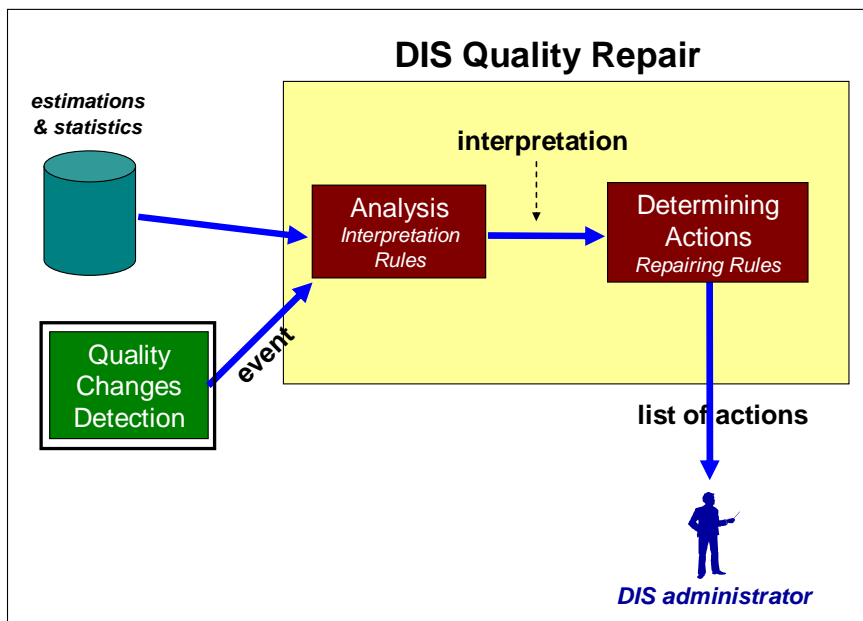 DIS Quality Repair
estimations
& statistics
interpretation
Analysis
Interpretation
Rules
Determining
Actions
Repairing Rules
Quality
Changes
Detection
event
list of actions
DIS administrator